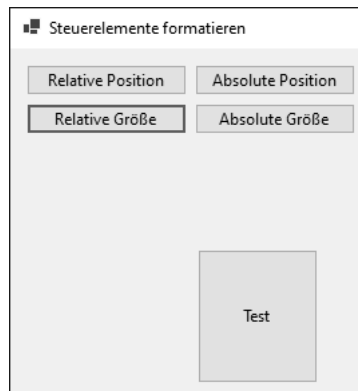 Steuerelemente formatieren
Relative Position Absolute Position
Relative Größe Absolute Größe
Test